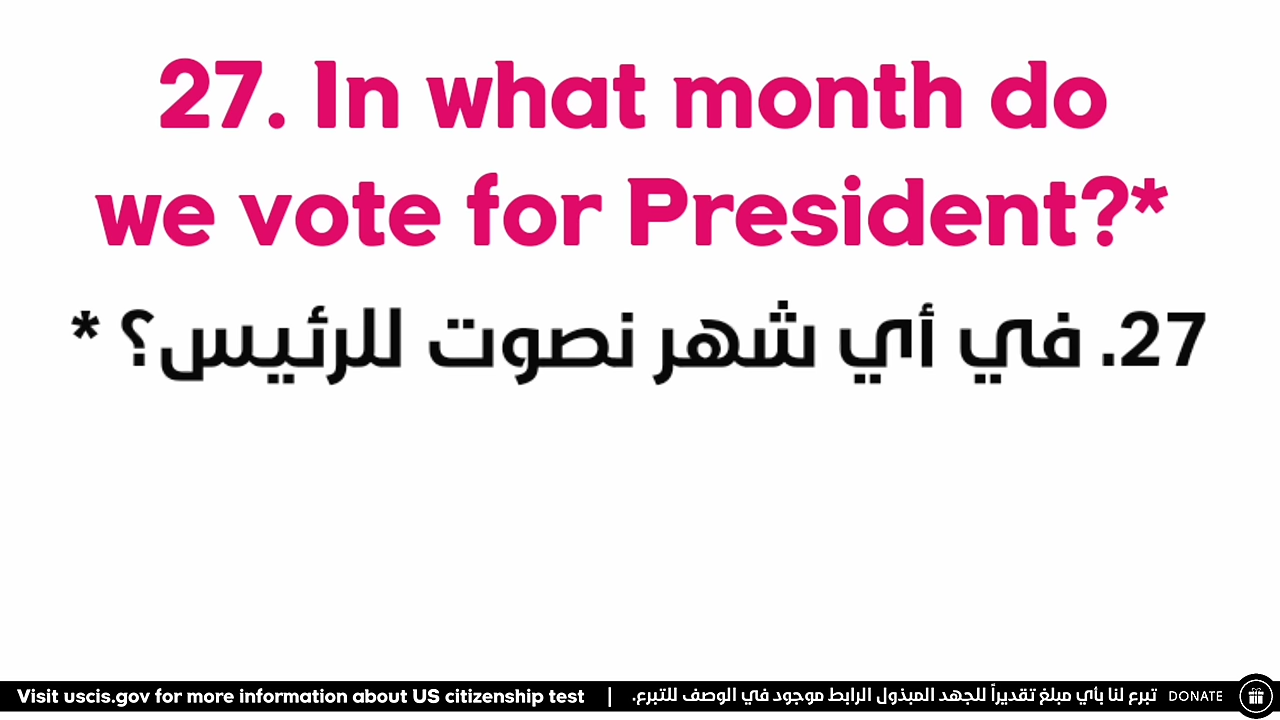 27. In what month do
we vote for President?*
27. في أي شهر نصوت للرئيس؟ *
Visit uscis.gov for more information about US citizenship test | تبرع لنا بأي مبلغ تقديراً للجهد المبذول الرابط موجود في الوصف للتبرع. DONATE